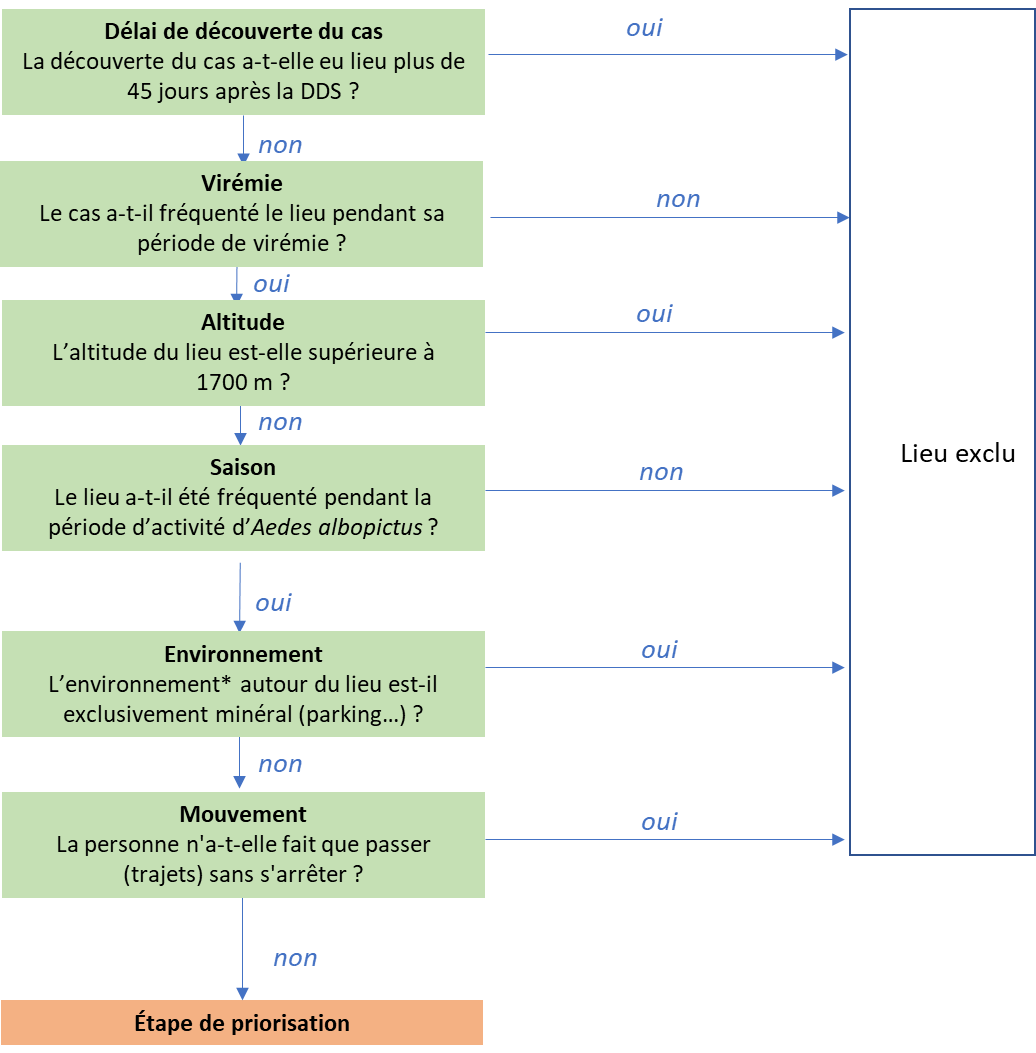 Délai de découverte du cas
La découverte du cas a-t-elle eu lieu plus de
45 jours après la DDS ?
oui
non
Virémie
Le cas a-t-il fréquenté le lieu pendant sa
période de virémie ?
non
oui
Altitude
L’altitude du lieu est-elle supérieure à
1700 m ?
oui
non
Saison
Le lieu a-t-il été fréquenté pendant la
période d’activité d’Aedes albopictus ?
non
Lieu exclu
oui
Environnement
L’environnement* autour du lieu est-il
exclusivement minéral (parking…) ?
oui
non
Mouvement
La personne n'a-t-elle fait que passer
(trajets) sans s'arrêter ?
oui
non
Étape de priorisation